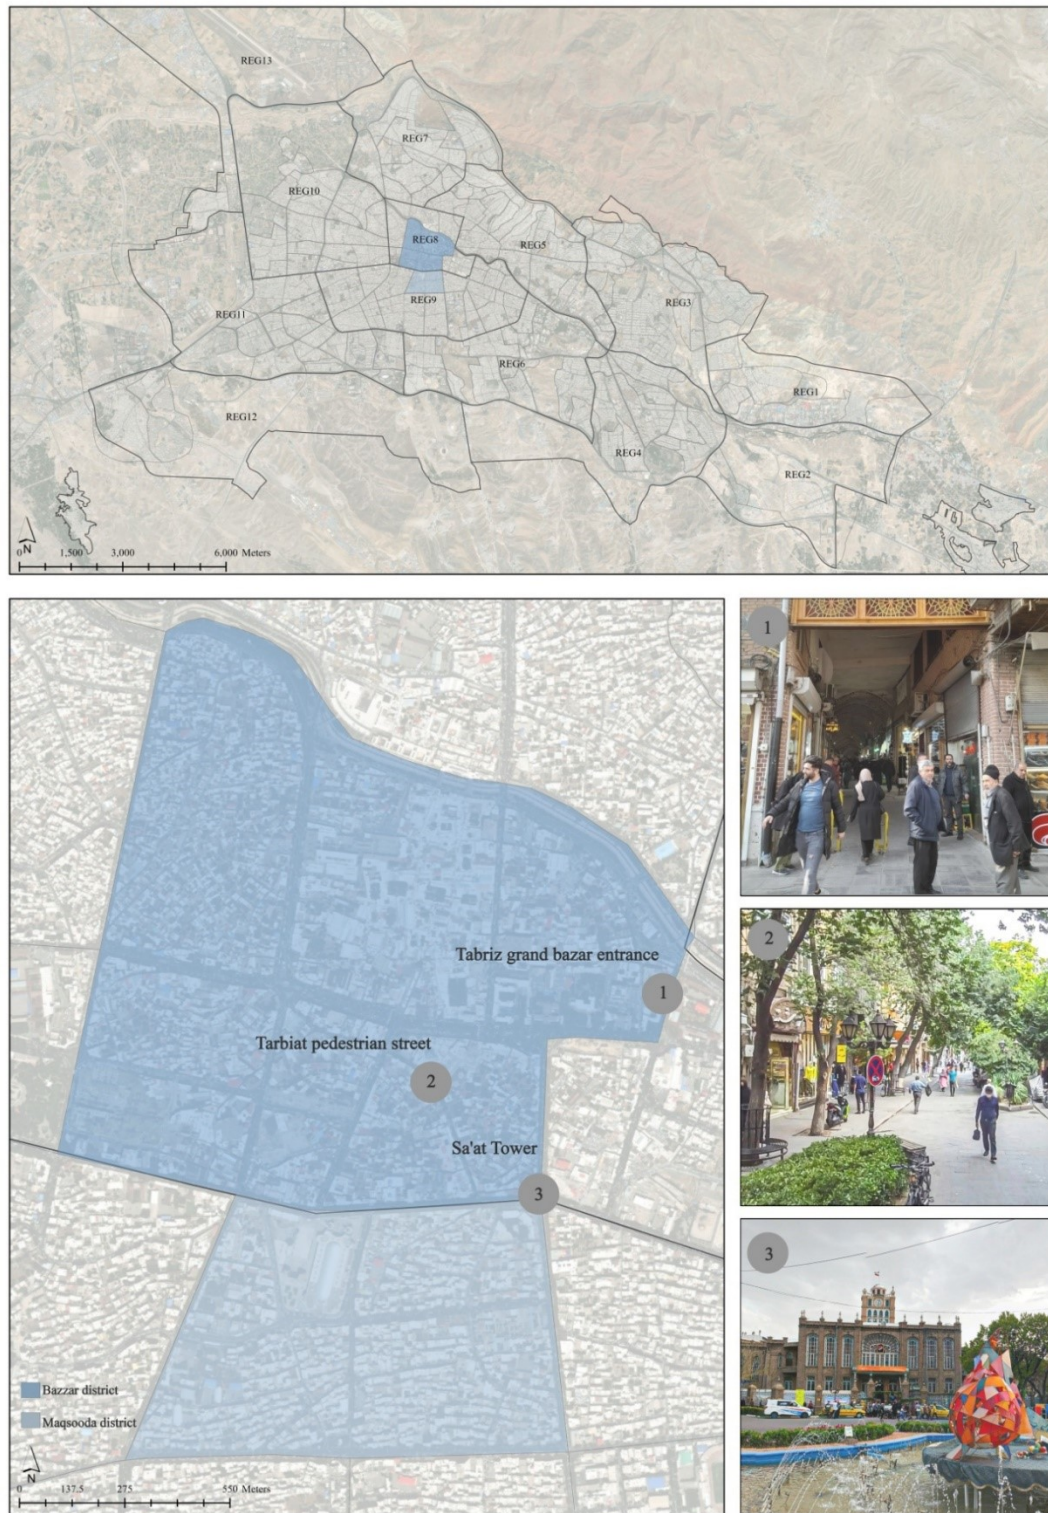 REG13
REG7
REG10
REG8
REG5
REG9
REG3
REG11
REG6
REG1
REG12
REG4
REG2
N
0 1,500 3,000 6,000 Meters
Tabriz grand bazar entrance
1
Tarbiat pedestrian street
2
Sa'at Tower
3
Bazzar district
Maqsooda district
N
0 137.5 275 550 Meters
1
2
3